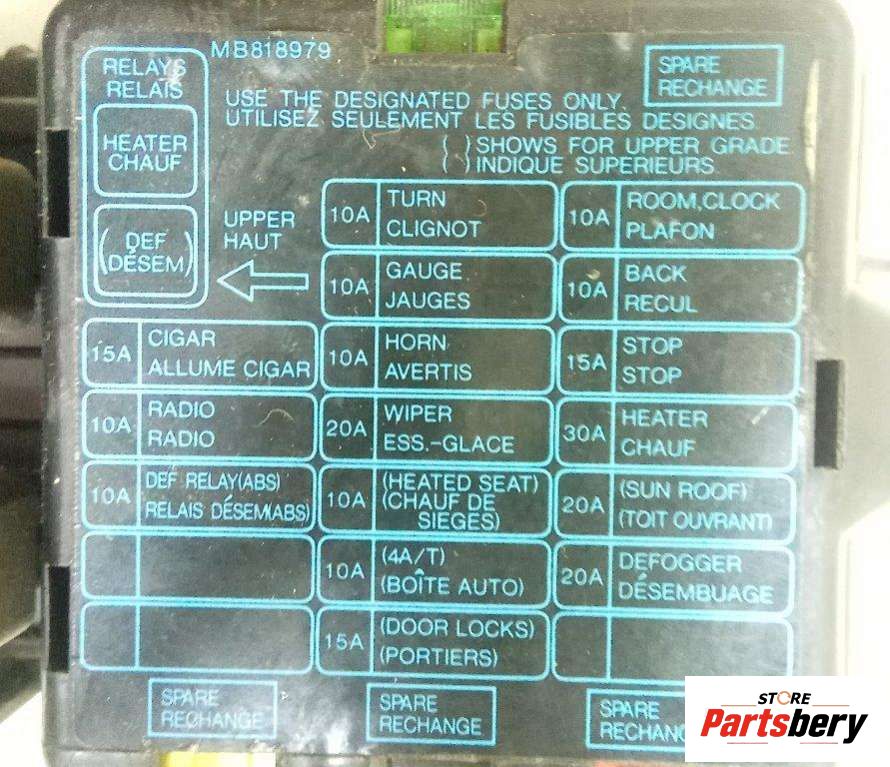 MB818979
RELAYS
RELAIS
HEATER
CHAUF
(DEF
DÉSEM)
SPARE
RECHANGE
USE THE DESIGNATED FUSES ONLY.
UTILISEZ SEULEMENT LES FUSIBLES DESIGNES
( ) SHOWS FOR UPPER GRADE
( ) INDIQUE SUPERIEURS
UPPER
HAUT
10A TURN
CLIGNOT
10A ROOM,CLOCK
PLAFON
10A GAUGE
JAUGES
10A BACK
RECUL
15A CIGAR
ALLUME CIGAR
10A HORN
AVERTIS
15A STOP
STOP
10A RADIO
RADIO
20A WIPER
ESS.-GLACE
30A HEATER
CHAUF
10A DEF RELAY(ABS)
RELAIS DÉSEM(ABS)
10A (HEATED SEAT)
(CHAUF DE
SIÈGES)
20A (SUN ROOF)
(TOIT OUVRANT)
10A (4A/T)
(BOÎTE AUTO)
20A DEFOGGER
DÉSEMBUAGE
15A (DOOR LOCKS)
(PORTIERS)
SPARE
RECHANGE
SPARE
RECHANGE
SPARE
RECHAN
STORE
Partsbery